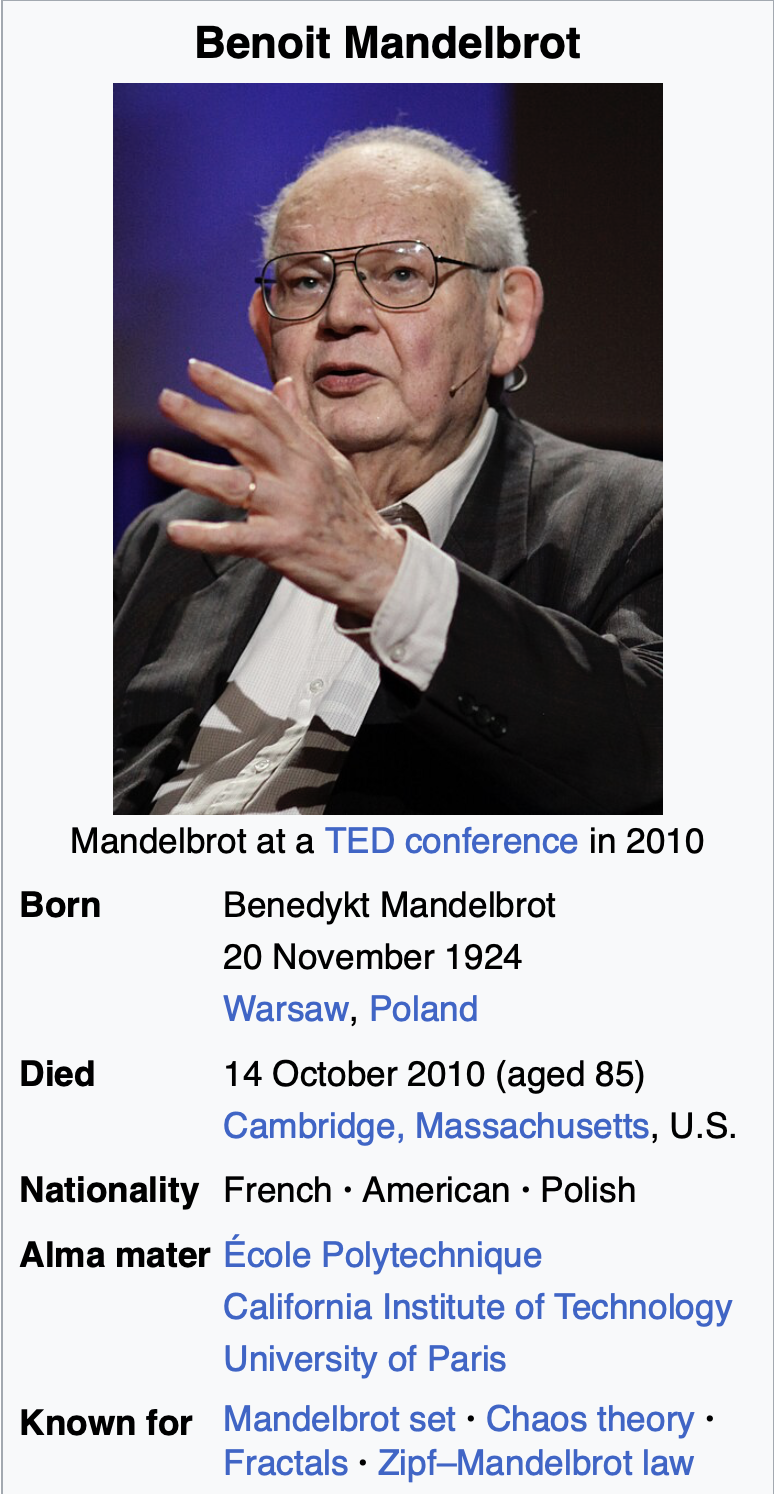 Benoit Mandelbrot
Mandelbrot at a TED conference in 2010
Born Benedykt Mandelbrot
20 November 1924
Warsaw, Poland
Died 14 October 2010 (aged 85)
Cambridge, Massachusetts, U.S.
Nationality French · American · Polish
Alma mater École Polytechnique
California Institute of Technology
University of Paris
Known for Mandelbrot set · Chaos theory ·
Fractals · Zipf–Mandelbrot law